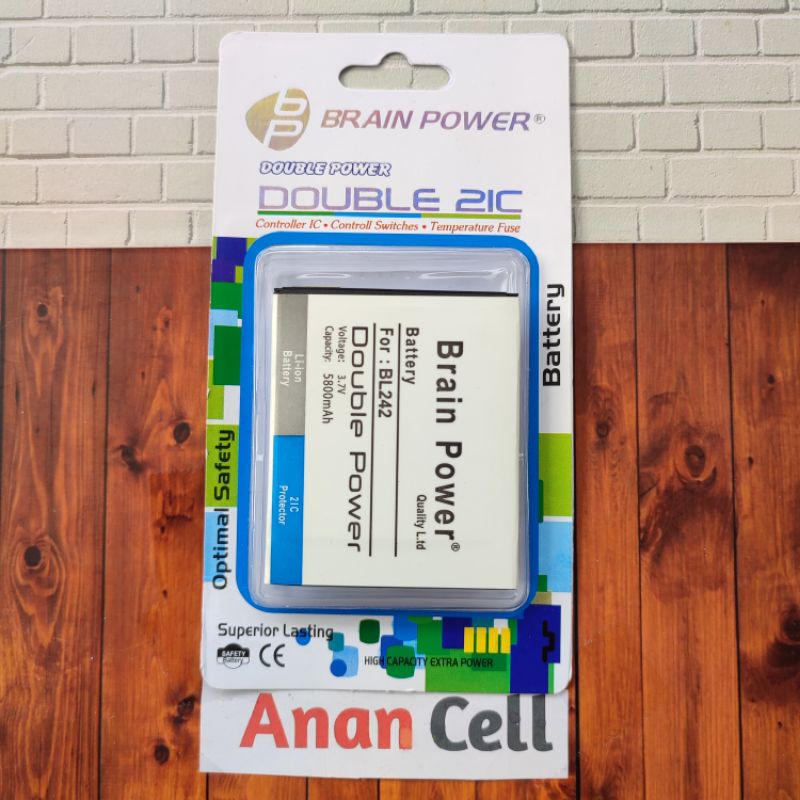 bp
BRAIN POWER®
DOUBLE POWER
DOUBLE 2IC
Controller IC • Controll Switches • Temperature Fuse
Battery
Optimal Safety
Brain Power®
Quality L.td
Battery
For : BL242
Double Power
Voltage: 3.7V
Capacity: 5800mAh
Li-ion
Battery
2IC
Protector
Superior Lasting
SAFETY
Battery
CE
HIGH CAPACITY EXTRA POWER
Anan Cell